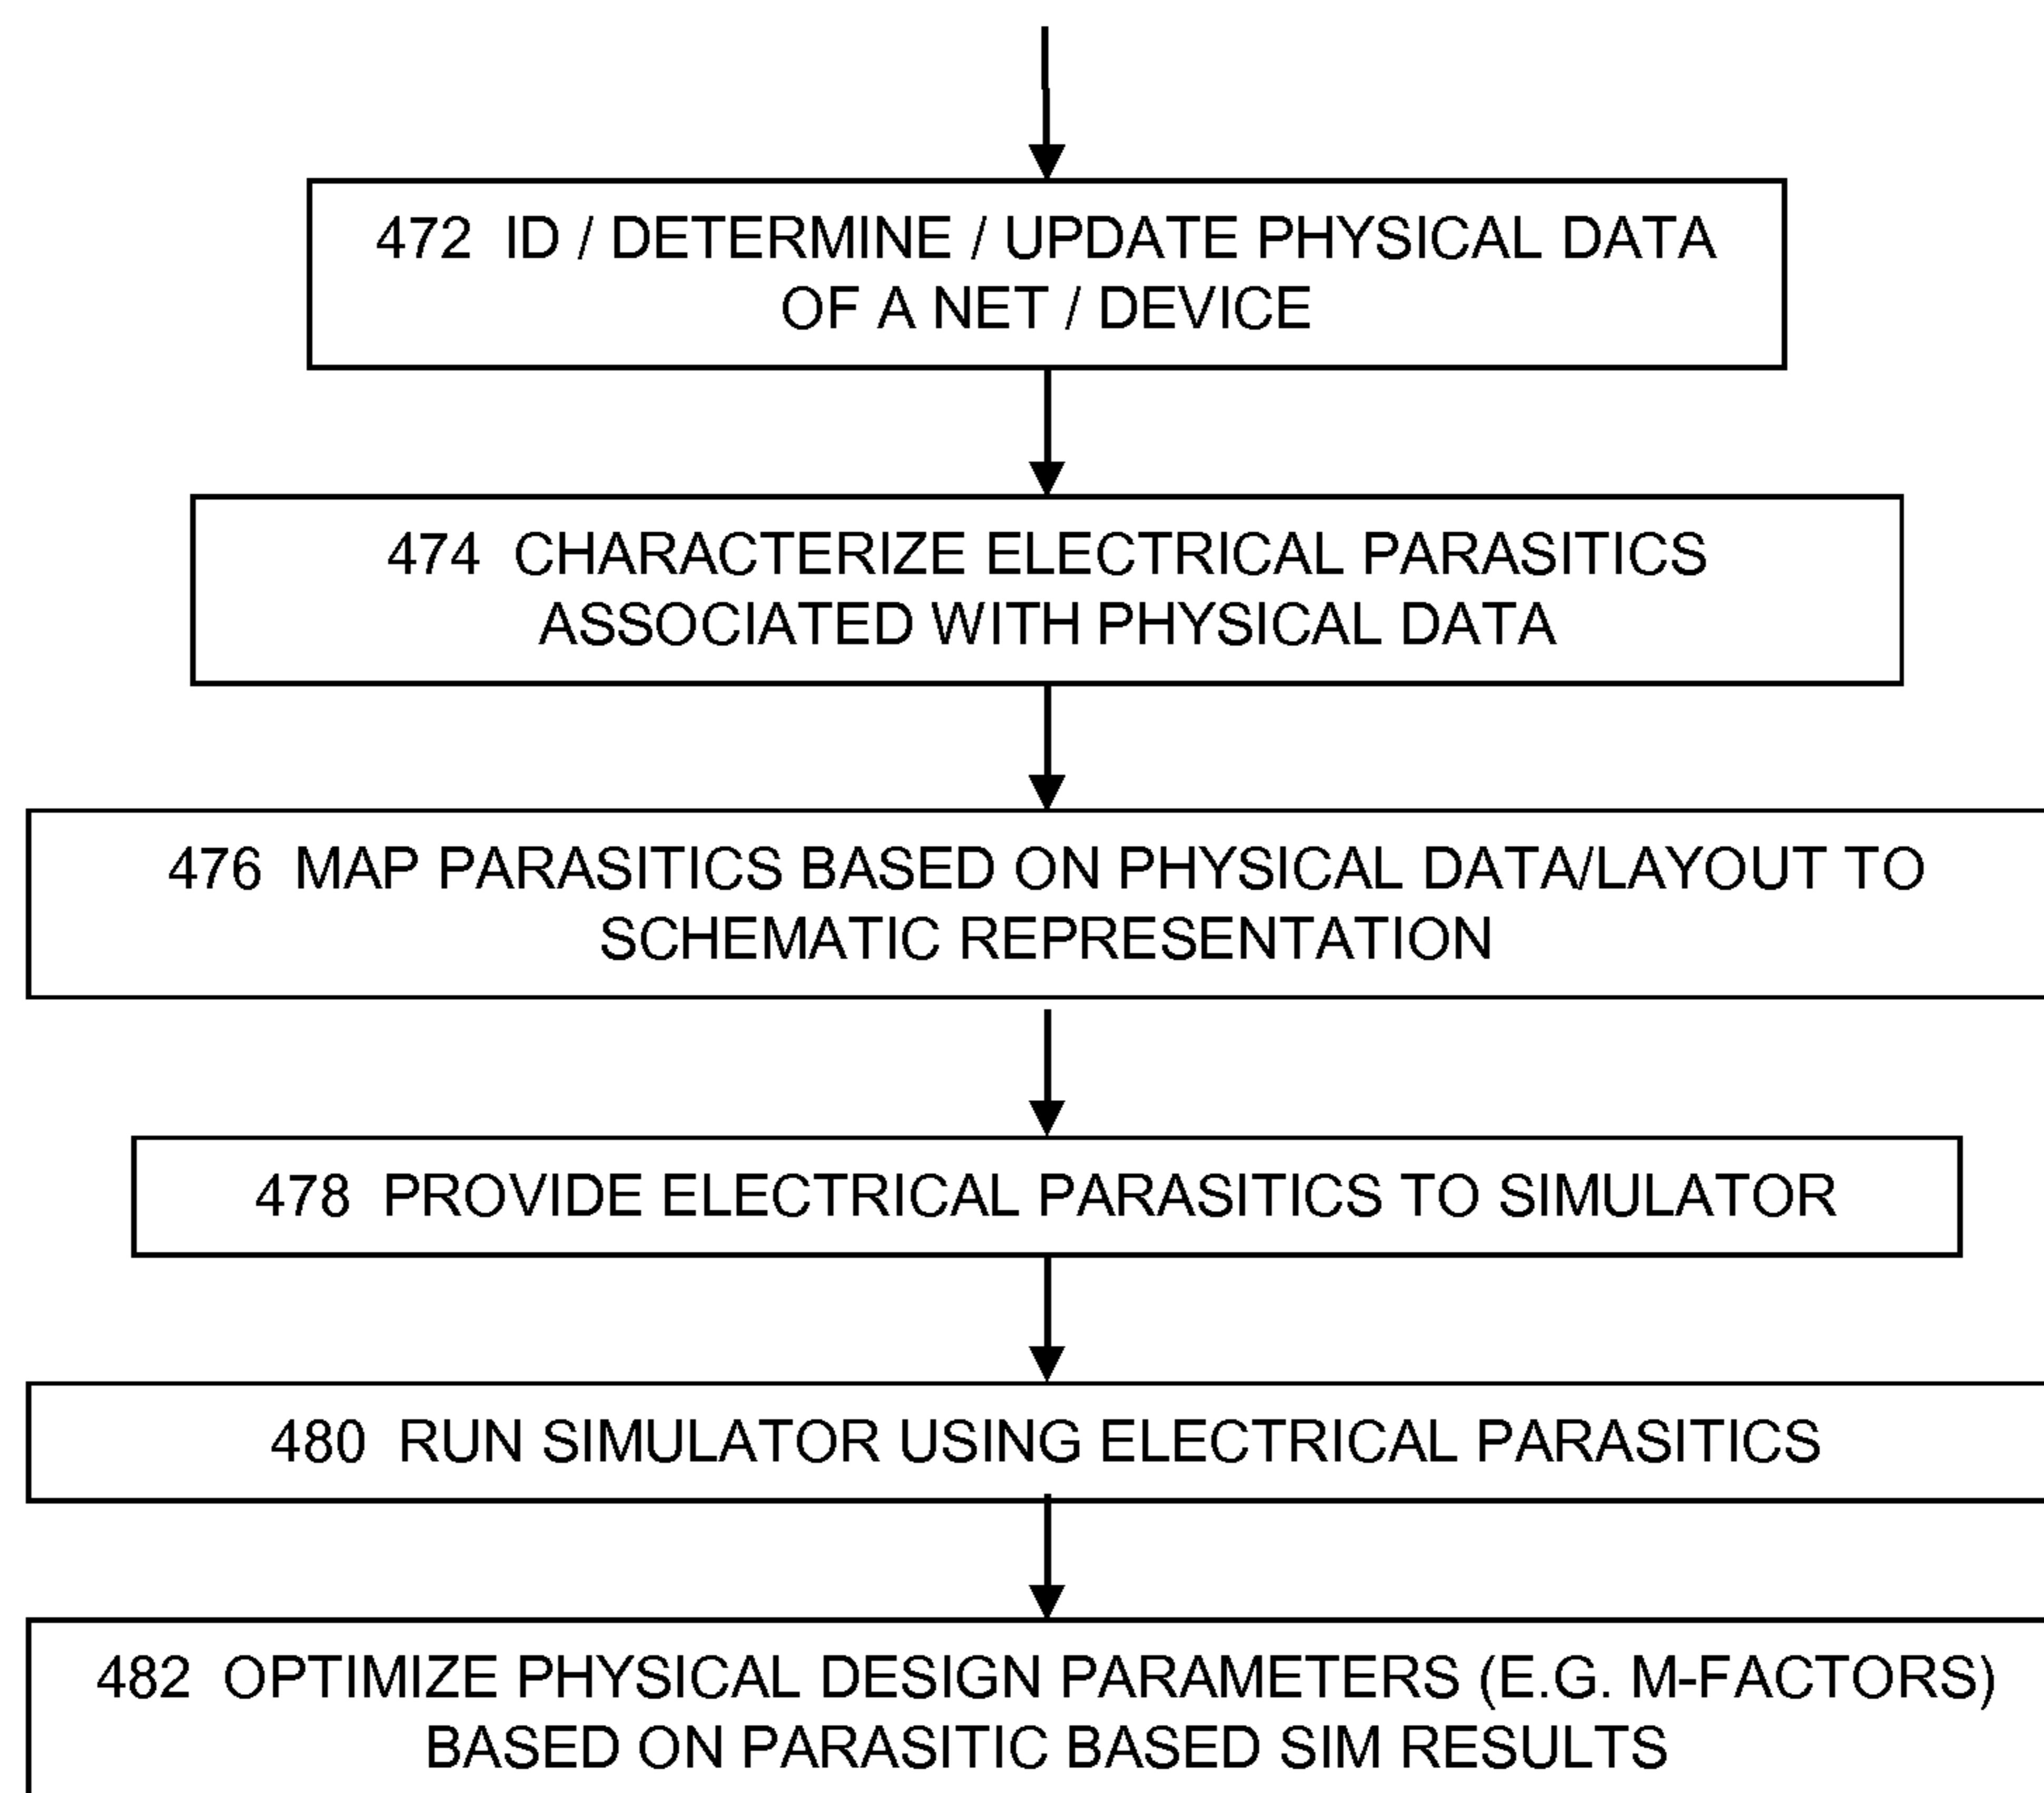 472 ID / DETERMINE / UPDATE PHYSICAL DATA
OF A NET / DEVICE
474 CHARACTERIZE ELECTRICAL PARASITICS
ASSOCIATED WITH PHYSICAL DATA
476 MAP PARASITICS BASED ON PHYSICAL DATA/LAYOUT TO
SCHEMATIC REPRESENTATION
478 PROVIDE ELECTRICAL PARASITICS TO SIMULATOR
480 RUN SIMULATOR USING ELECTRICAL PARASITICS
482 OPTIMIZE PHYSICAL DESIGN PARAMETERS (E.G. M-FACTORS)
BASED ON PARASITIC BASED SIM RESULTS